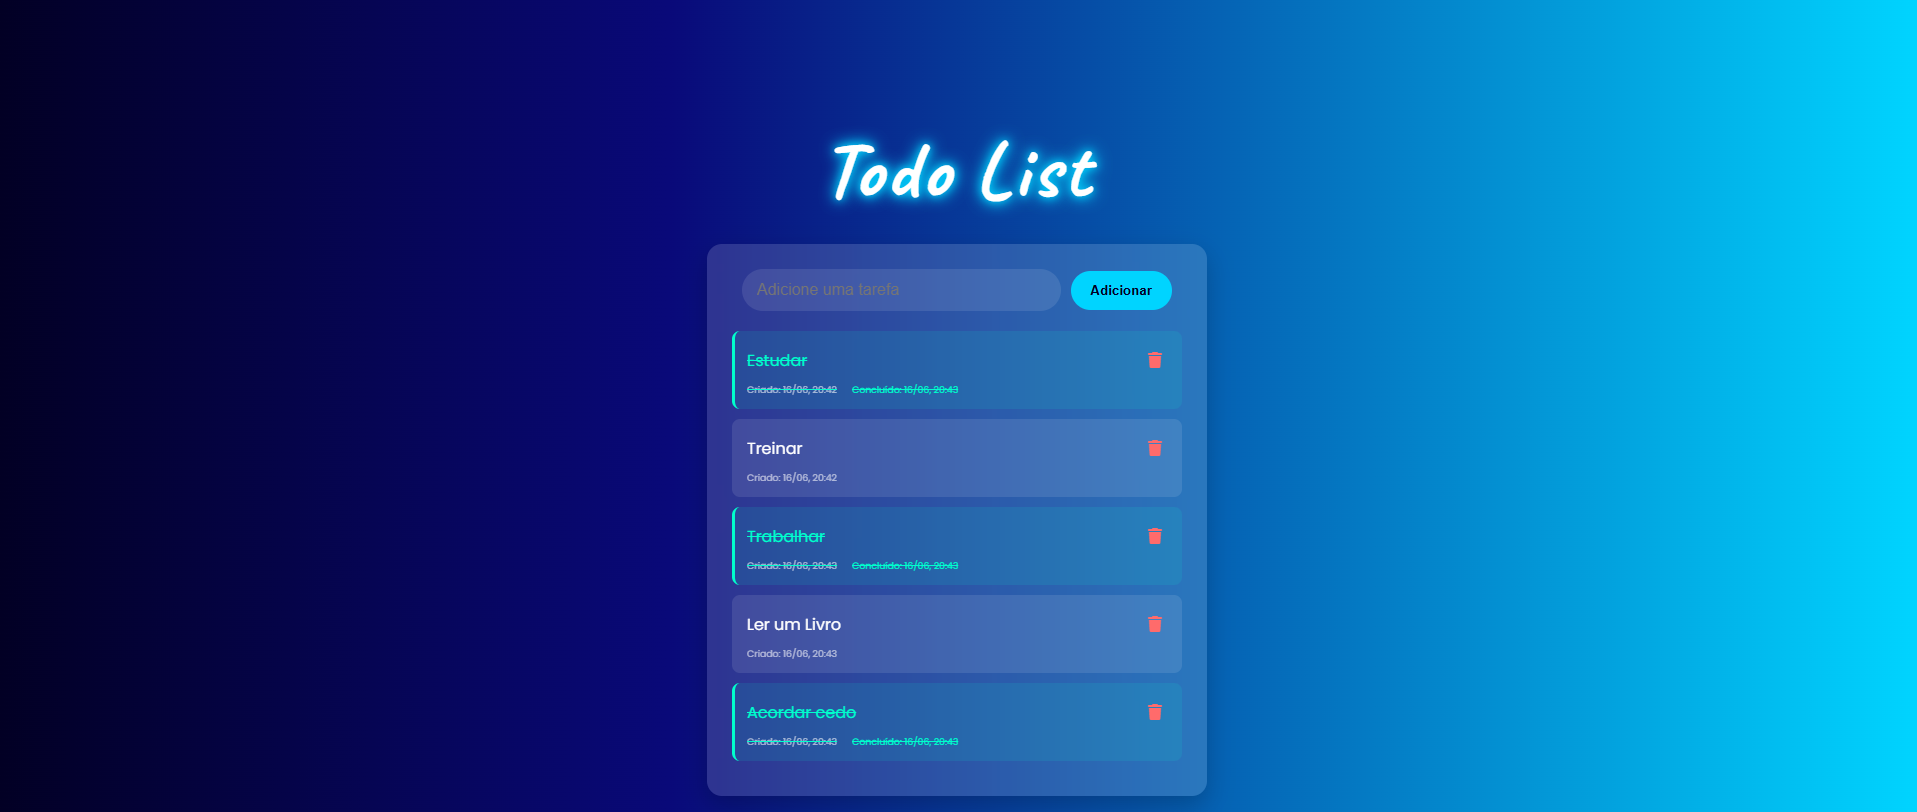 Todo List
Adicione uma tarefa Adicionar
Estudar
Criado: 16/06, 20:42 Concluído: 16/06, 20:43
Treinar
Criado: 16/06, 20:42
Trabalhar
Criado: 16/06, 20:43 Concluído: 16/06, 20:43
Ler um Livro
Criado: 16/06, 20:43
Acordar cedo
Criado: 16/06, 20:43 Concluído: 16/06, 20:43